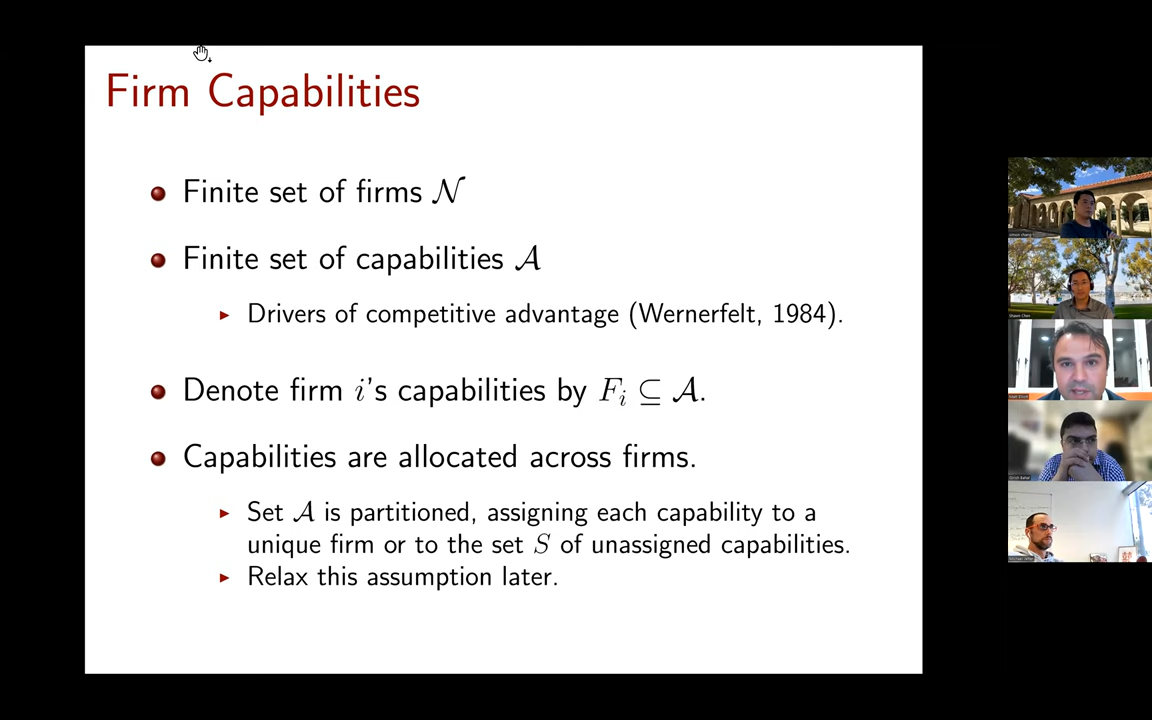 Firm Capabilities
Finite set of firms 𝒩
Finite set of capabilities 𝒜
Drivers of competitive advantage (Wernerfelt, 1984).
Denote firm i's capabilities by Fᵢ ⊆ 𝒜.
Capabilities are allocated across firms.
Set 𝒜 is partitioned, assigning each capability to a
unique firm or to the set S of unassigned capabilities.
Relax this assumption later.
Shawn Chen